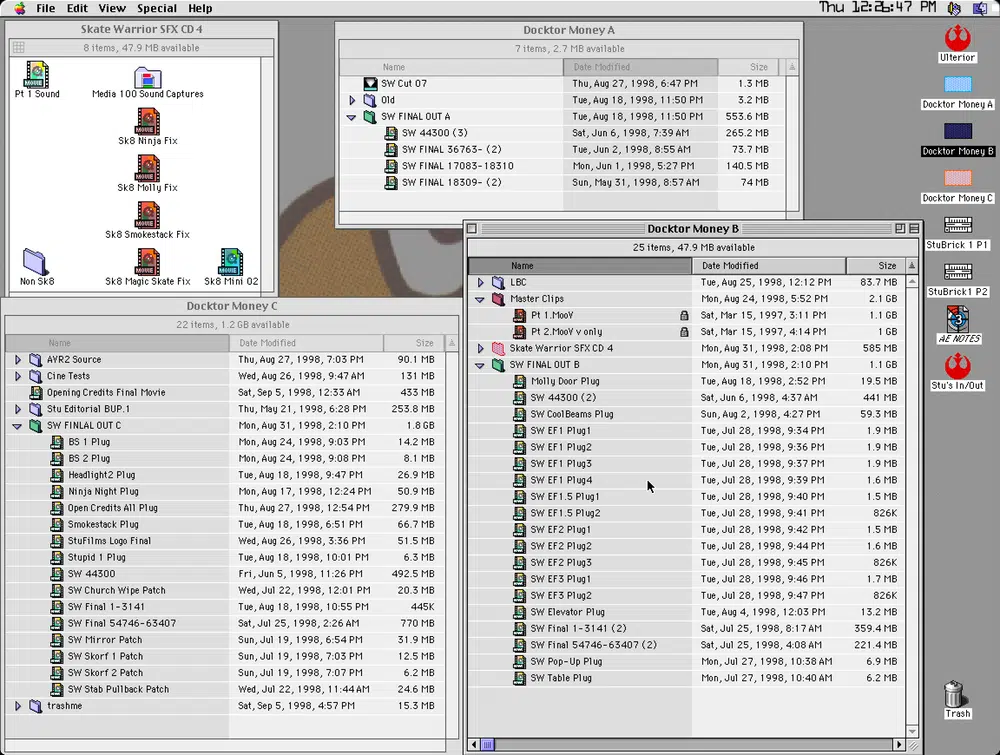 File Edit View Special Help
Thu 12:26:47 PM
Skate Warrior SFX CD 4
8 items, 47.9 MB available
Pt 1 Sound
Media 100 Sound Captures
Sk8 Ninja Fix
Sk8 Molly Fix
Sk8 Smokestack Fix
Non Sk8
Sk8 Magic Skate Fix
Sk8 Mini 02
Docktor Money A
7 items, 2.7 MB available
Name Date Modified Size
SW Cut 07 Thu, Aug 27, 1998, 6:47 PM 1.3 MB
Old Tue, Aug 18, 1998, 11:50 PM 3.2 MB
SW FINAL OUT A Tue, Aug 18, 1998, 11:50 PM 553.6 MB
SW 44300 (3) Sat, Jun 6, 1998, 7:39 AM 265.2 MB
SW FINAL 36763- (2) Tue, Jun 2, 1998, 8:55 AM 73.7 MB
SW FINAL 17083-18310 Mon, Jun 1, 1998, 5:27 PM 140.5 MB
SW FINAL 18309- (2) Sun, May 31, 1998, 8:57 AM 74 MB
Docktor Money B
25 items, 47.9 MB available
Name Date Modified Size
LBC Tue, Aug 25, 1998, 12:12 PM 83.7 MB
Master Clips Mon, Aug 24, 1998, 5:52 PM 2.1 GB
Pt 1.MooV Sat, Mar 15, 1997, 3:11 PM 1.1 GB
Pt 2.MooV v only Sat, Mar 15, 1997, 4:14 PM 1 GB
Skate Warrior SFX CD 4 Mon, Aug 31, 1998, 2:08 PM 585 MB
SW FINAL OUT B Mon, Aug 31, 1998, 2:10 PM 1.1 GB
Molly Door Plug Tue, Aug 18, 1998, 2:52 PM 19.5 MB
SW 44300 (2) Sat, Jun 6, 1998, 4:37 AM 441 MB
SW CoolBeams Plug Sun, Aug 2, 1998, 4:27 PM 59.3 MB
SW EF1 Plug1 Tue, Jul 28, 1998, 9:34 PM 1.9 MB
SW EF1 Plug2 Tue, Jul 28, 1998, 9:36 PM 1.9 MB
SW EF1 Plug3 Tue, Jul 28, 1998, 9:37 PM 1.9 MB
SW EF1 Plug4 Tue, Jul 28, 1998, 9:39 PM 1.6 MB
SW EF1.5 Plug1 Tue, Jul 28, 1998, 9:40 PM 1.5 MB
SW EF1.5 Plug2 Tue, Jul 28, 1998, 9:41 PM 826K
SW EF2 Plug1 Tue, Jul 28, 1998, 9:42 PM 1.5 MB
SW EF2 Plug2 Tue, Jul 28, 1998, 9:44 PM 1.6 MB
SW EF2 Plug3 Tue, Jul 28, 1998, 9:45 PM 826K
SW EF3 Plug1 Tue, Jul 28, 1998, 9:46 PM 1.7 MB
SW EF3 Plug2 Tue, Jul 28, 1998, 9:47 PM 826K
SW Elevator Plug Tue, Aug 4, 1998, 12:03 PM 13.2 MB
SW Final 1-3141 (2) Sat, Jul 25, 1998, 8:17 AM 359.4 MB
SW Final 54746-63407 (2) Sat, Jul 25, 1998, 4:08 AM 221.4 MB
SW Pop-Up Plug Mon, Jul 27, 1998, 10:38 AM 6.9 MB
SW Table Plug Mon, Jul 27, 1998, 10:40 AM 6.2 MB
Docktor Money C
22 items, 1.2 GB available
Name Date Modified Size
AYR2 Source Thu, Aug 27, 1998, 7:03 PM 90.1 MB
Cine Tests Wed, Aug 26, 1998, 9:47 AM 131 MB
Opening Credits Final Movie Sat, Sep 5, 1998, 12:33 AM 433 MB
Stu Editorial BUP.1 Thu, May 21, 1998, 6:28 PM 253.8 MB
SW FINLAL OUT C Mon, Aug 31, 1998, 2:10 PM 1.8 GB
BS 1 Plug Mon, Aug 24, 1998, 9:03 PM 14.2 MB
BS 2 Plug Mon, Aug 24, 1998, 9:08 PM 8.1 MB
Headlight2 Plug Tue, Aug 18, 1998, 9:47 PM 26.9 MB
Ninja Night Plug Mon, Aug 17, 1998, 12:24 PM 50.9 MB
Open Credits All Plug Thu, Aug 27, 1998, 12:54 PM 279.9 MB
Smokestack Plug Tue, Aug 18, 1998, 6:51 PM 66.7 MB
StuFilms Logo Final Wed, Aug 26, 1998, 3:36 PM 51.5 MB
Stupid 1 Plug Tue, Aug 18, 1998, 10:01 PM 6.3 MB
SW 44300 Fri, Jun 5, 1998, 11:26 PM 492.5 MB
SW Church Wipe Patch Wed, Jul 22, 1998, 12:01 PM 20.3 MB
SW Final 1-3141 Tue, Aug 18, 1998, 10:55 PM 445K
SW Final 54746-63407 Sat, Jul 25, 1998, 2:26 AM 770 MB
SW Mirror Patch Sun, Jul 19, 1998, 6:54 PM 31.9 MB
SW Skorf 1 Patch Sun, Jul 19, 1998, 7:03 PM 12.5 MB
SW Skorf 2 Patch Sun, Jul 19, 1998, 7:07 PM 6.2 MB
SW Stab Pullback Patch Wed, Jul 22, 1998, 11:44 AM 24.6 MB
trashme Sat, Sep 5, 1998, 4:57 PM 15.3 MB
Ulterior
Docktor Money A
Docktor Money B
Docktor Money C
StuBrick 1 P1
StuBrick 1 P2
AE NOTES
Stu's In/Out
Trash